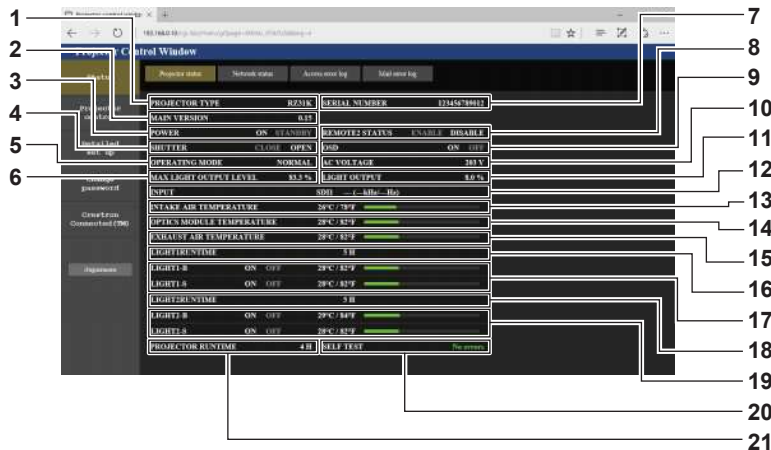 Projector Control Window
Projector status
Network status
Access error log
Mail error log
Status
Projector control
Detailed set up
Change password
Crestron Connected(TM)
Japanese
PROJECTOR TYPE RZ31K SERIAL NUMBER 123456789012
MAIN VERSION 0.15
POWER ON STANDBY REMOTE2 STATUS ENABLE DISABLE
SHUTTER CLOSE OPEN OSD ON OFF
OPERATING MODE NORMAL AC VOLTAGE 203 V
MAX LIGHT OUTPUT LEVEL 83.3 % LIGHT OUTPUT 8.0 %
INPUT SDI1 ---(---kHz/---Hz)
INTAKE AIR TEMPERATURE 26°C / 78°F
OPTICS MODULE TEMPERATURE 28°C / 82°F
EXHAUST AIR TEMPERATURE 28°C / 82°F
LIGHT1RUNTIME 5 H
LIGHT1-B ON OFF 28°C / 82°F
LIGHT1-S ON OFF 28°C / 82°F
LIGHT2RUNTIME 5 H
LIGHT2-B ON OFF 29°C / 84°F
LIGHT2-S ON OFF 28°C / 82°F
PROJECTOR RUNTIME 4 H SELF TEST No errors
1
2
3
4
5
6
7
8
9
10
11
12
13
14
15
16
17
18
19
20
21